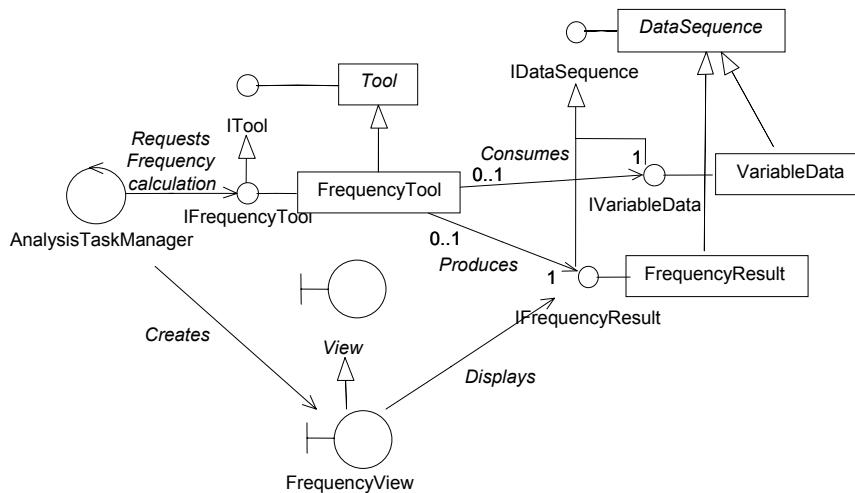 DataSequence
IDataSequence
Tool
ITool
Requests
Frequency
calculation
Consumes
1
VariableData
FrequencyTool
0..1
IFrequencyTool
IVariableData
AnalysisTaskManager
0..1
Produces
1
FrequencyResult
IFrequencyResult
Creates
View
Displays
FrequencyView